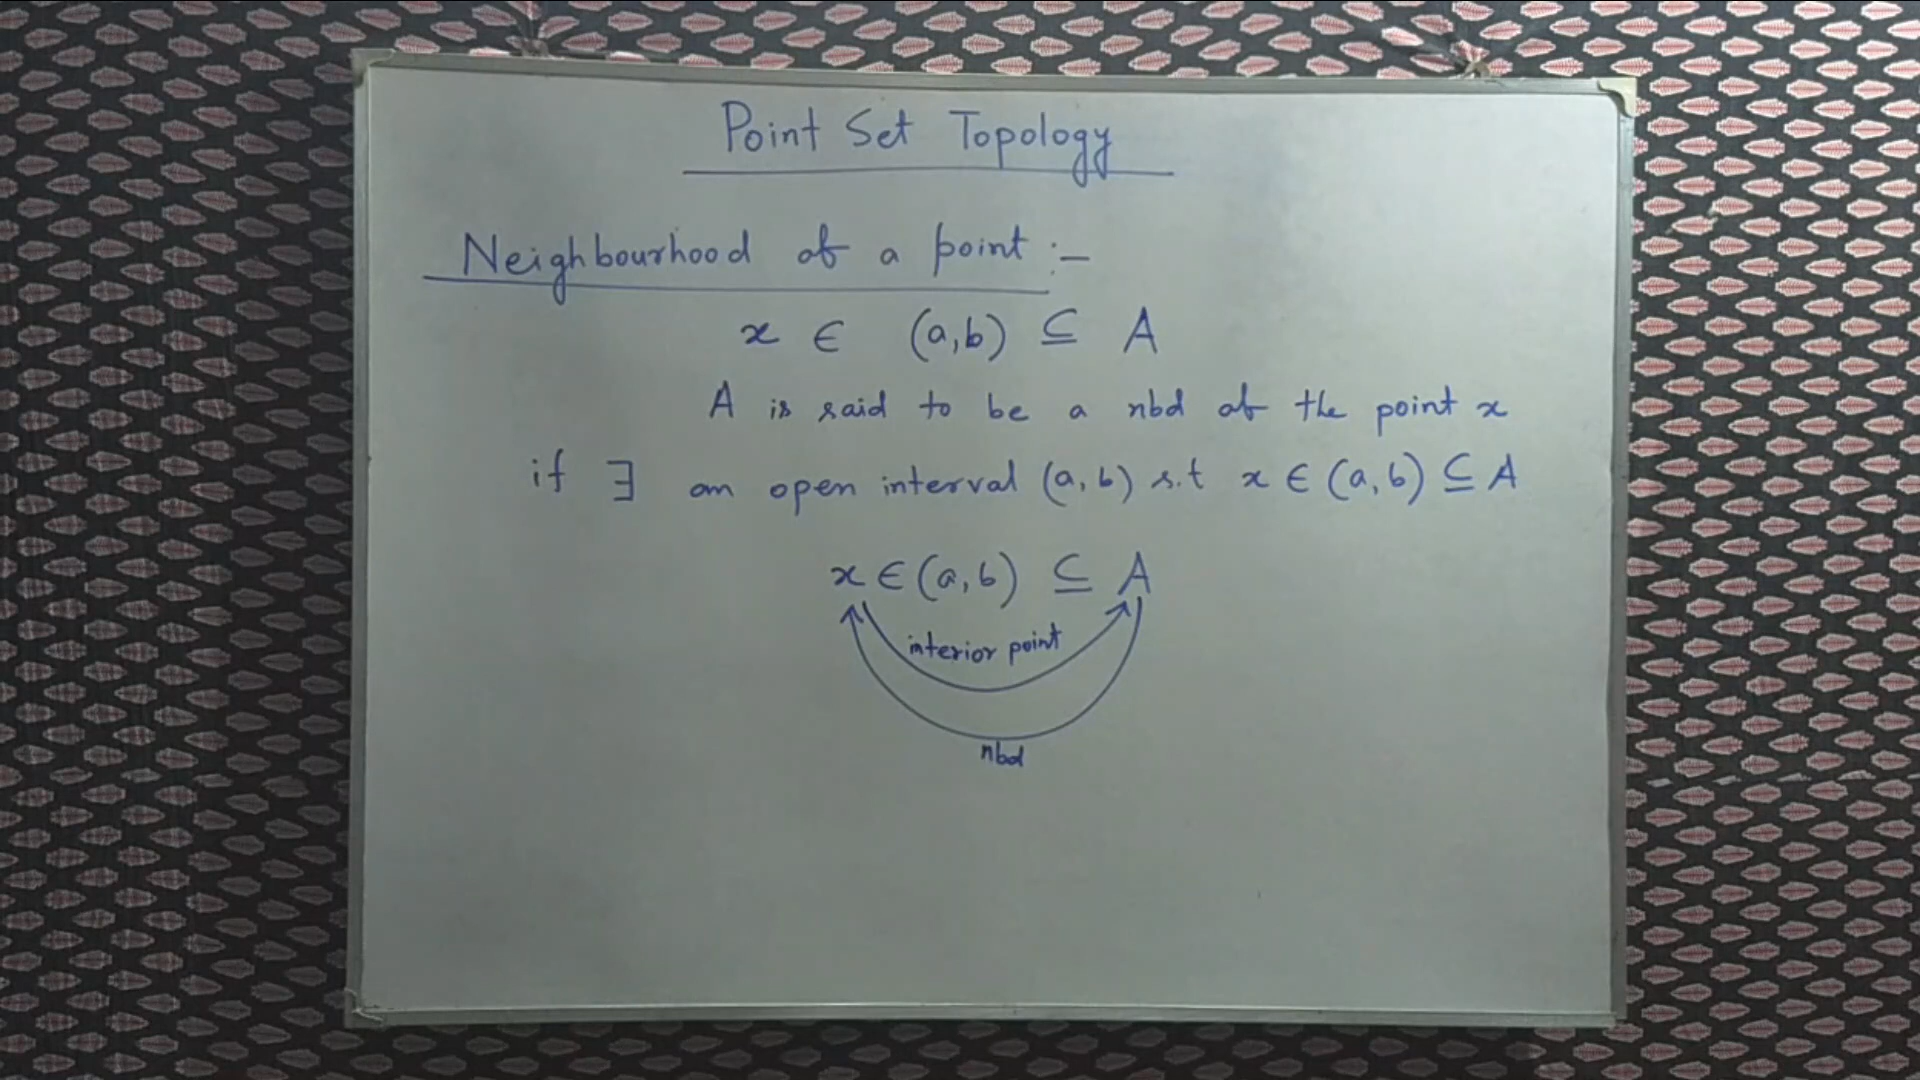 Point Set Topology
Neighbourhood of a point :-
x ∈ (a,b) ⊆ A
A is said to be a nbd of the point x
if ∃ an open interval (a,b) s.t x ∈ (a,b) ⊆ A
x ∈ (a,b) ⊆ A
interior point
nbd